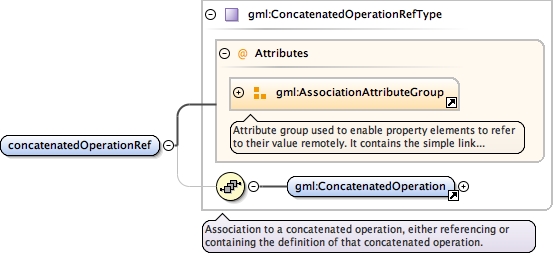 gml:ConcatenatedOperationRefType
@ Attributes
gml:AssociationAttributeGroup
Attribute group used to enable property elements to refer
to their value remotely. It contains the simple link...
concatenatedOperationRef
gml:ConcatenatedOperation
Association to a concatenated operation, either referencing or
containing the definition of that concatenated operation.